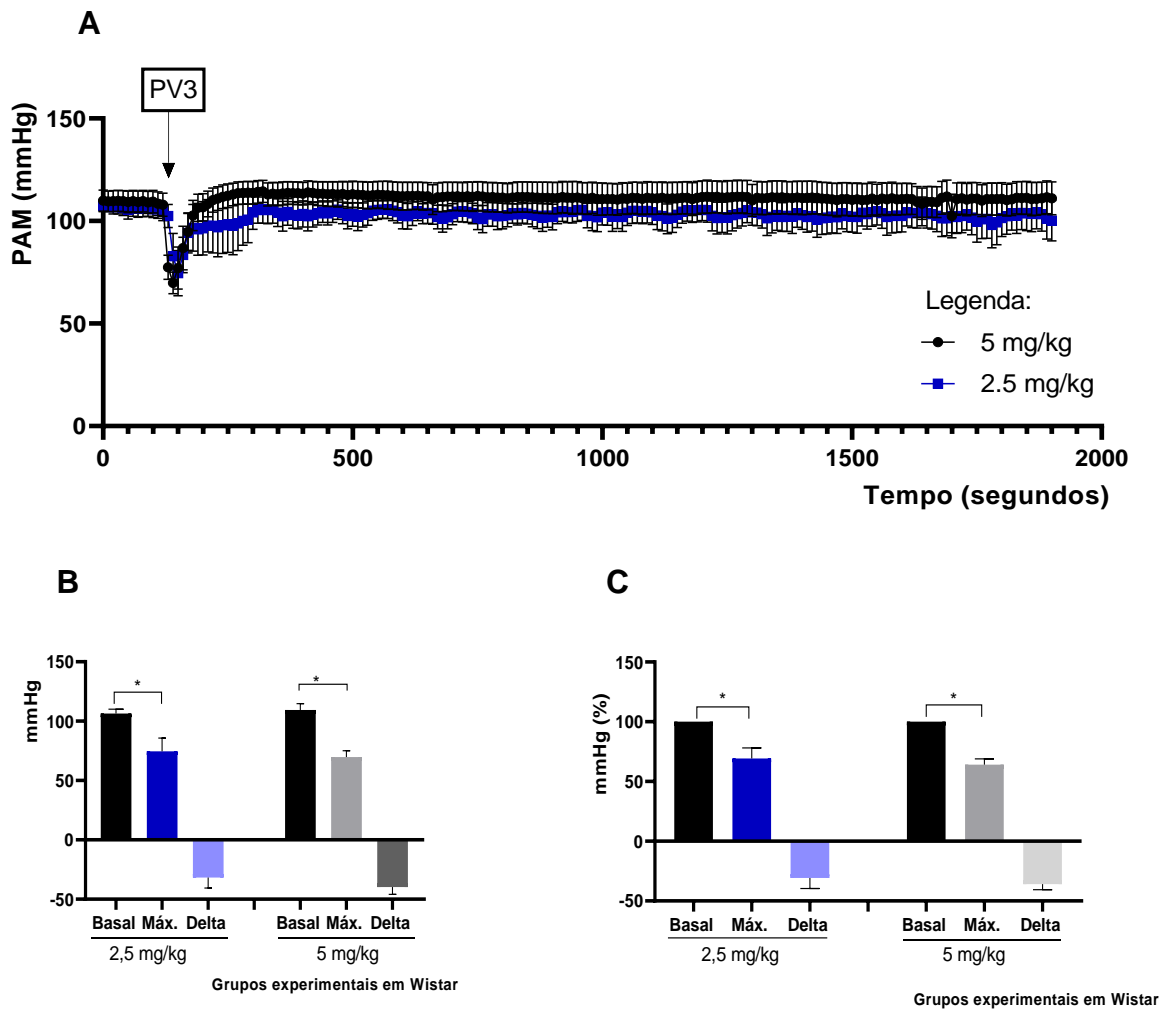 A
PV3
PAM (mmHg)
150
100
50
0
0 500 1000 1500 2000
Tempo (segundos)
Legenda:
5 mg/kg
2.5 mg/kg
B
mmHg
150
100
50
0
-50
* *
Basal Máx. Delta Basal Máx. Delta
2,5 mg/kg 5 mg/kg
Grupos experimentais em Wistar
C
mmHg (%)
150
100
50
0
-50
* *
Basal Máx. Delta Basal Máx. Delta
2,5 mg/kg 5 mg/kg
Grupos experimentais em Wistar